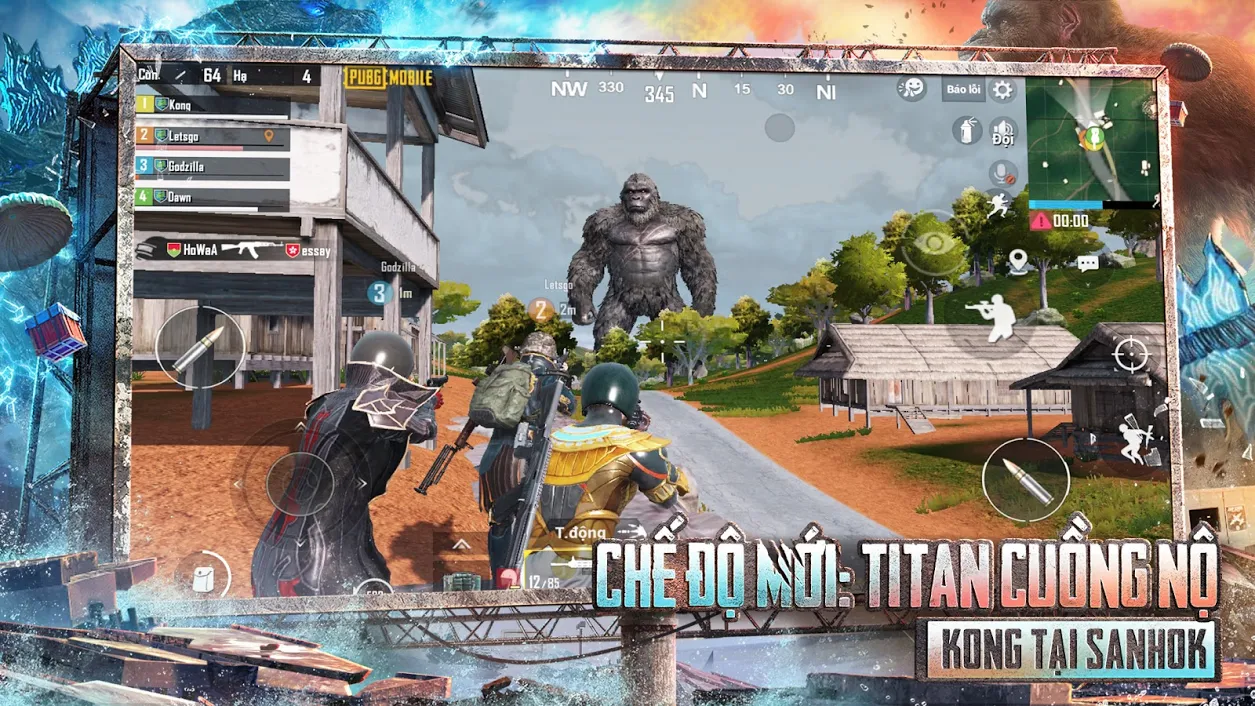 Còn 64 Hạ 4
PUBG MOBILE
NW 330 345 N 15 30 NI
Báo lỗi
1 Kong
2 Letsgo
3 Godzilla
4 Dawn
Đội
HoWaA essay
00:00
Godzilla
3 1m
Letsgo
2 2m
T.động
12/85
CHẾ ĐỘ MỚI: TITAN CUỒNG NỘ
KONG TẠI SANHOK